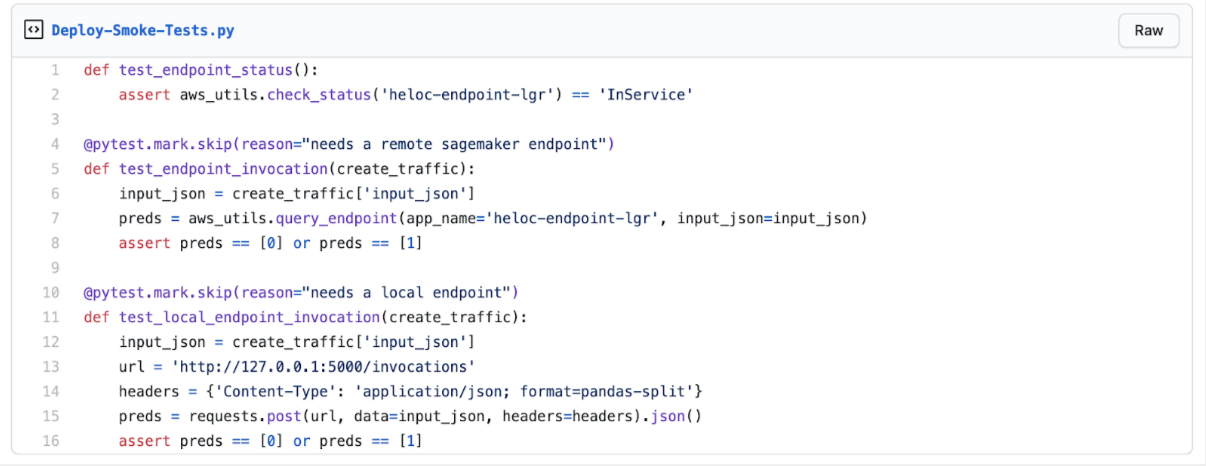 Deploy-Smoke-Tests.py
Raw
1 def test_endpoint_status():
2     assert aws_utils.check_status('heloc-endpoint-lgr') == 'InService'
3
4 @pytest.mark.skip(reason="needs a remote sagemaker endpoint")
5 def test_endpoint_invocation(create_traffic):
6     input_json = create_traffic['input_json']
7     preds = aws_utils.query_endpoint(app_name='heloc-endpoint-lgr', input_json=input_json)
8     assert preds == [0] or preds == [1]
9
10 @pytest.mark.skip(reason="needs a local endpoint")
11 def test_local_endpoint_invocation(create_traffic):
12     input_json = create_traffic['input_json']
13     url = 'http://127.0.0.1:5000/invocations'
14     headers = {'Content-Type': 'application/json; format=pandas-split'}
15     preds = requests.post(url, data=input_json, headers=headers).json()
16     assert preds == [0] or preds == [1]